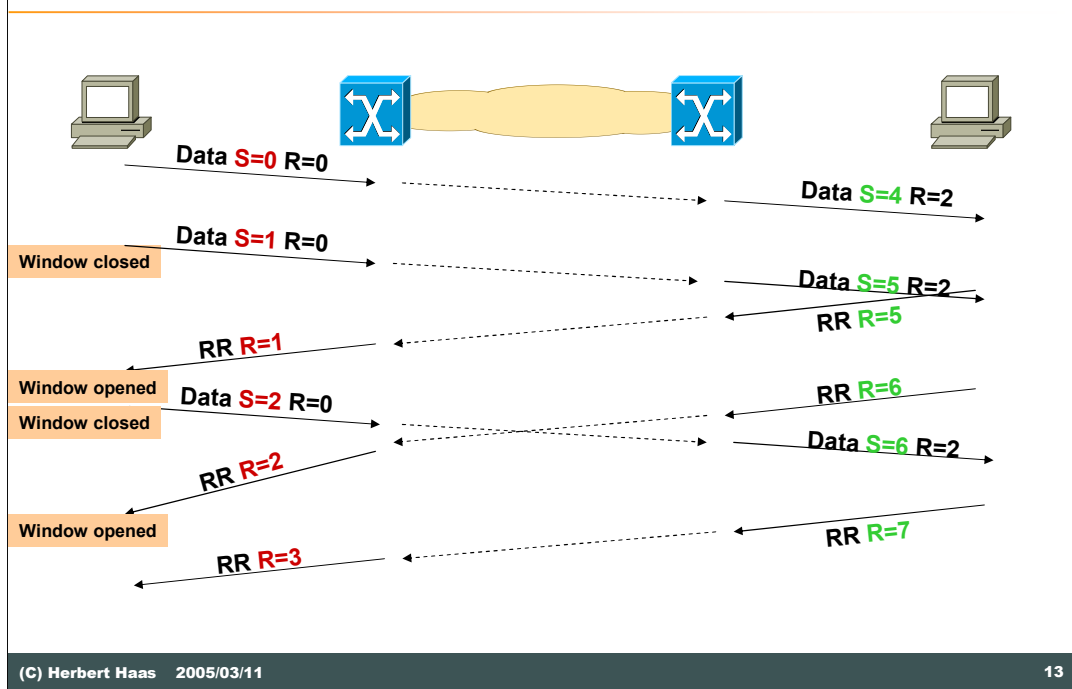 Data S=0 R=0
Data S=4 R=2
Data S=1 R=0
Window closed
Data S=5 R=2
RR R=5
RR R=1
Window opened
RR R=6
Data S=2 R=0
Window closed
Data S=6 R=2
RR R=2
Window opened
RR R=7
RR R=3
(C) Herbert Haas 2005/03/11
13